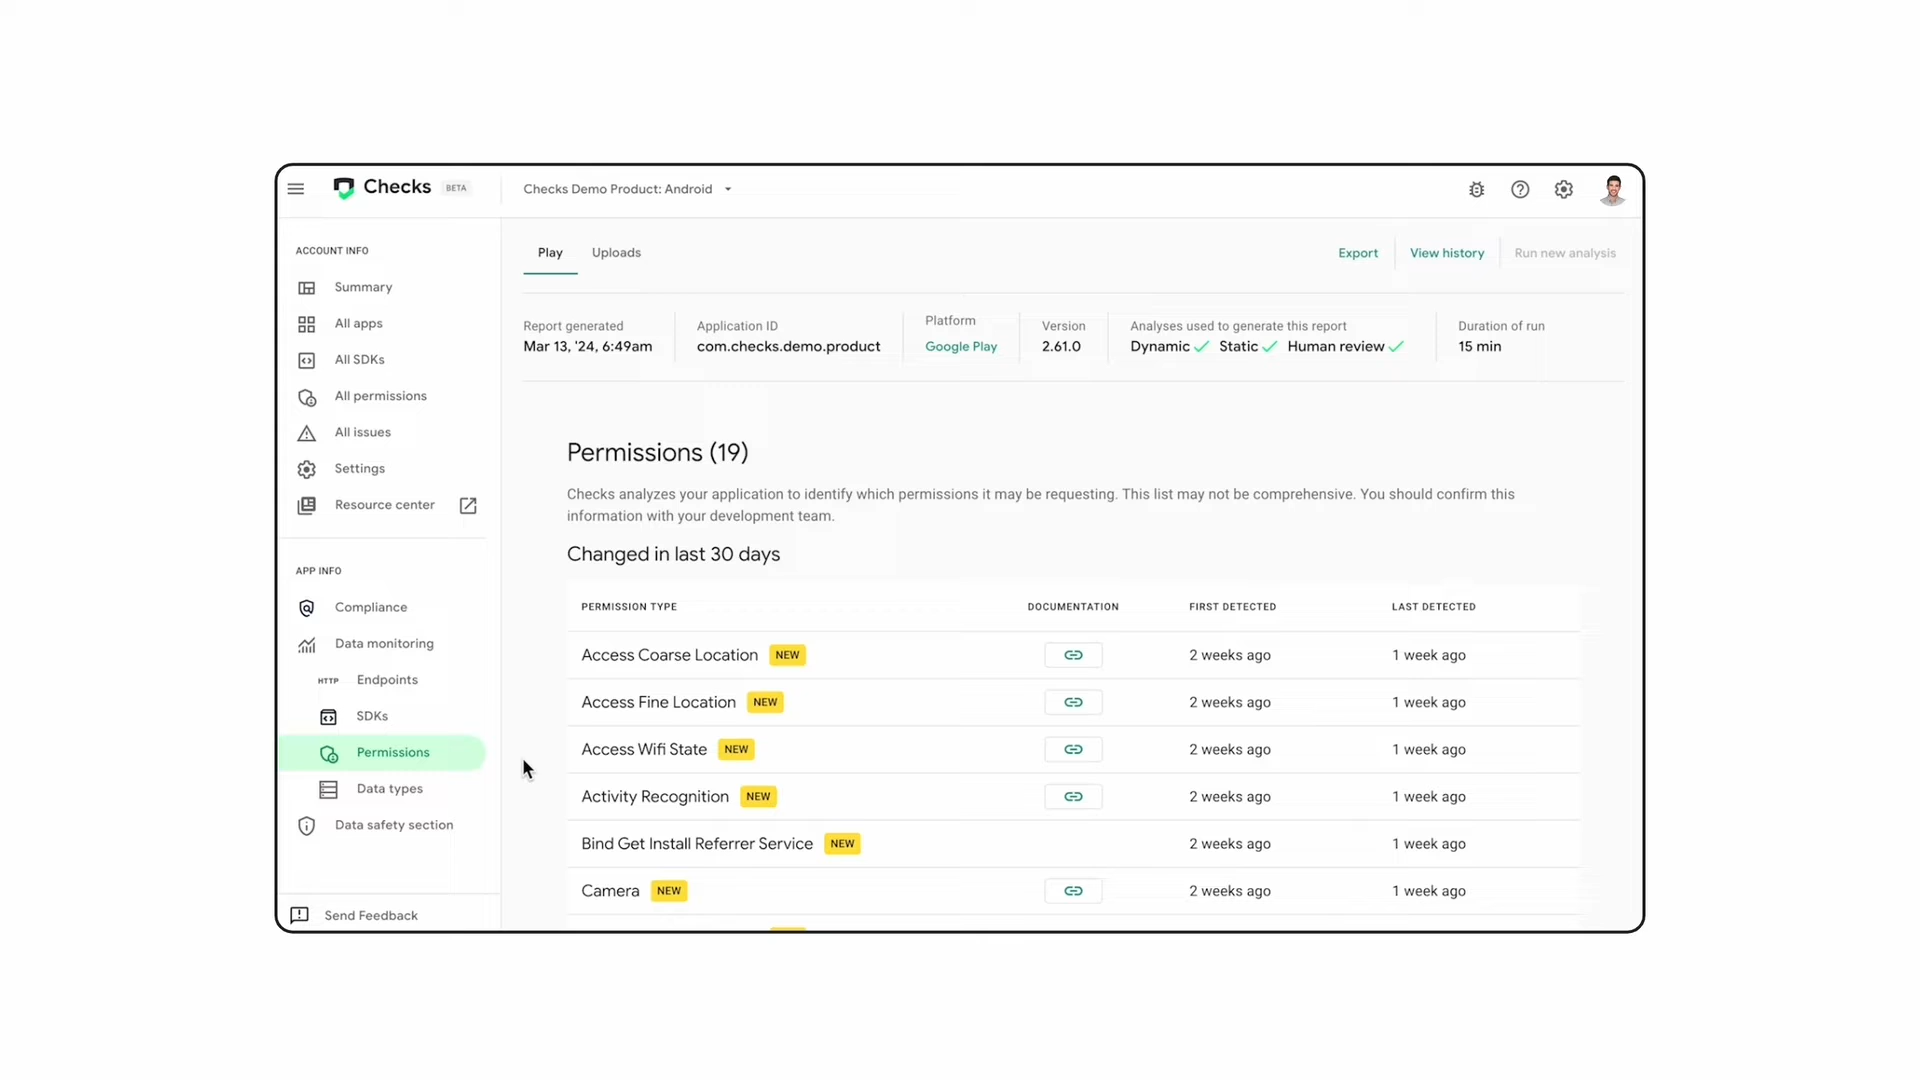 Checks BETA
Checks Demo Product: Android
ACCOUNT INFO
Summary
All apps
All SDKs
All permissions
All issues
Settings
Resource center
APP INFO
Compliance
Data monitoring
HTTP Endpoints
SDKs
Permissions
Data types
Data safety section
Send Feedback
Play Uploads
Export View history Run new analysis
Report generated
Mar 13, '24, 6:49am
Application ID
com.checks.demo.product
Platform
Google Play
Version
2.61.0
Analyses used to generate this report
Dynamic Static Human review
Duration of run
15 min
Permissions (19)
Checks analyzes your application to identify which permissions it may be requesting. This list may not be comprehensive. You should confirm this
information with your development team.
Changed in last 30 days
PERMISSION TYPE DOCUMENTATION FIRST DETECTED LAST DETECTED
Access Coarse Location NEW 2 weeks ago 1 week ago
Access Fine Location NEW 2 weeks ago 1 week ago
Access Wifi State NEW 2 weeks ago 1 week ago
Activity Recognition NEW 2 weeks ago 1 week ago
Bind Get Install Referrer Service NEW 2 weeks ago 1 week ago
Camera NEW 2 weeks ago 1 week ago